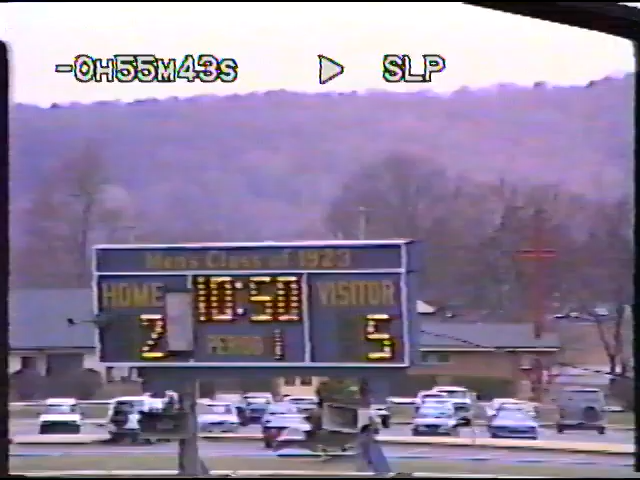 -0H55M43S SLP
Mens Class of 1923
HOME 10:50 VISITOR
2 PERIOD 1 5